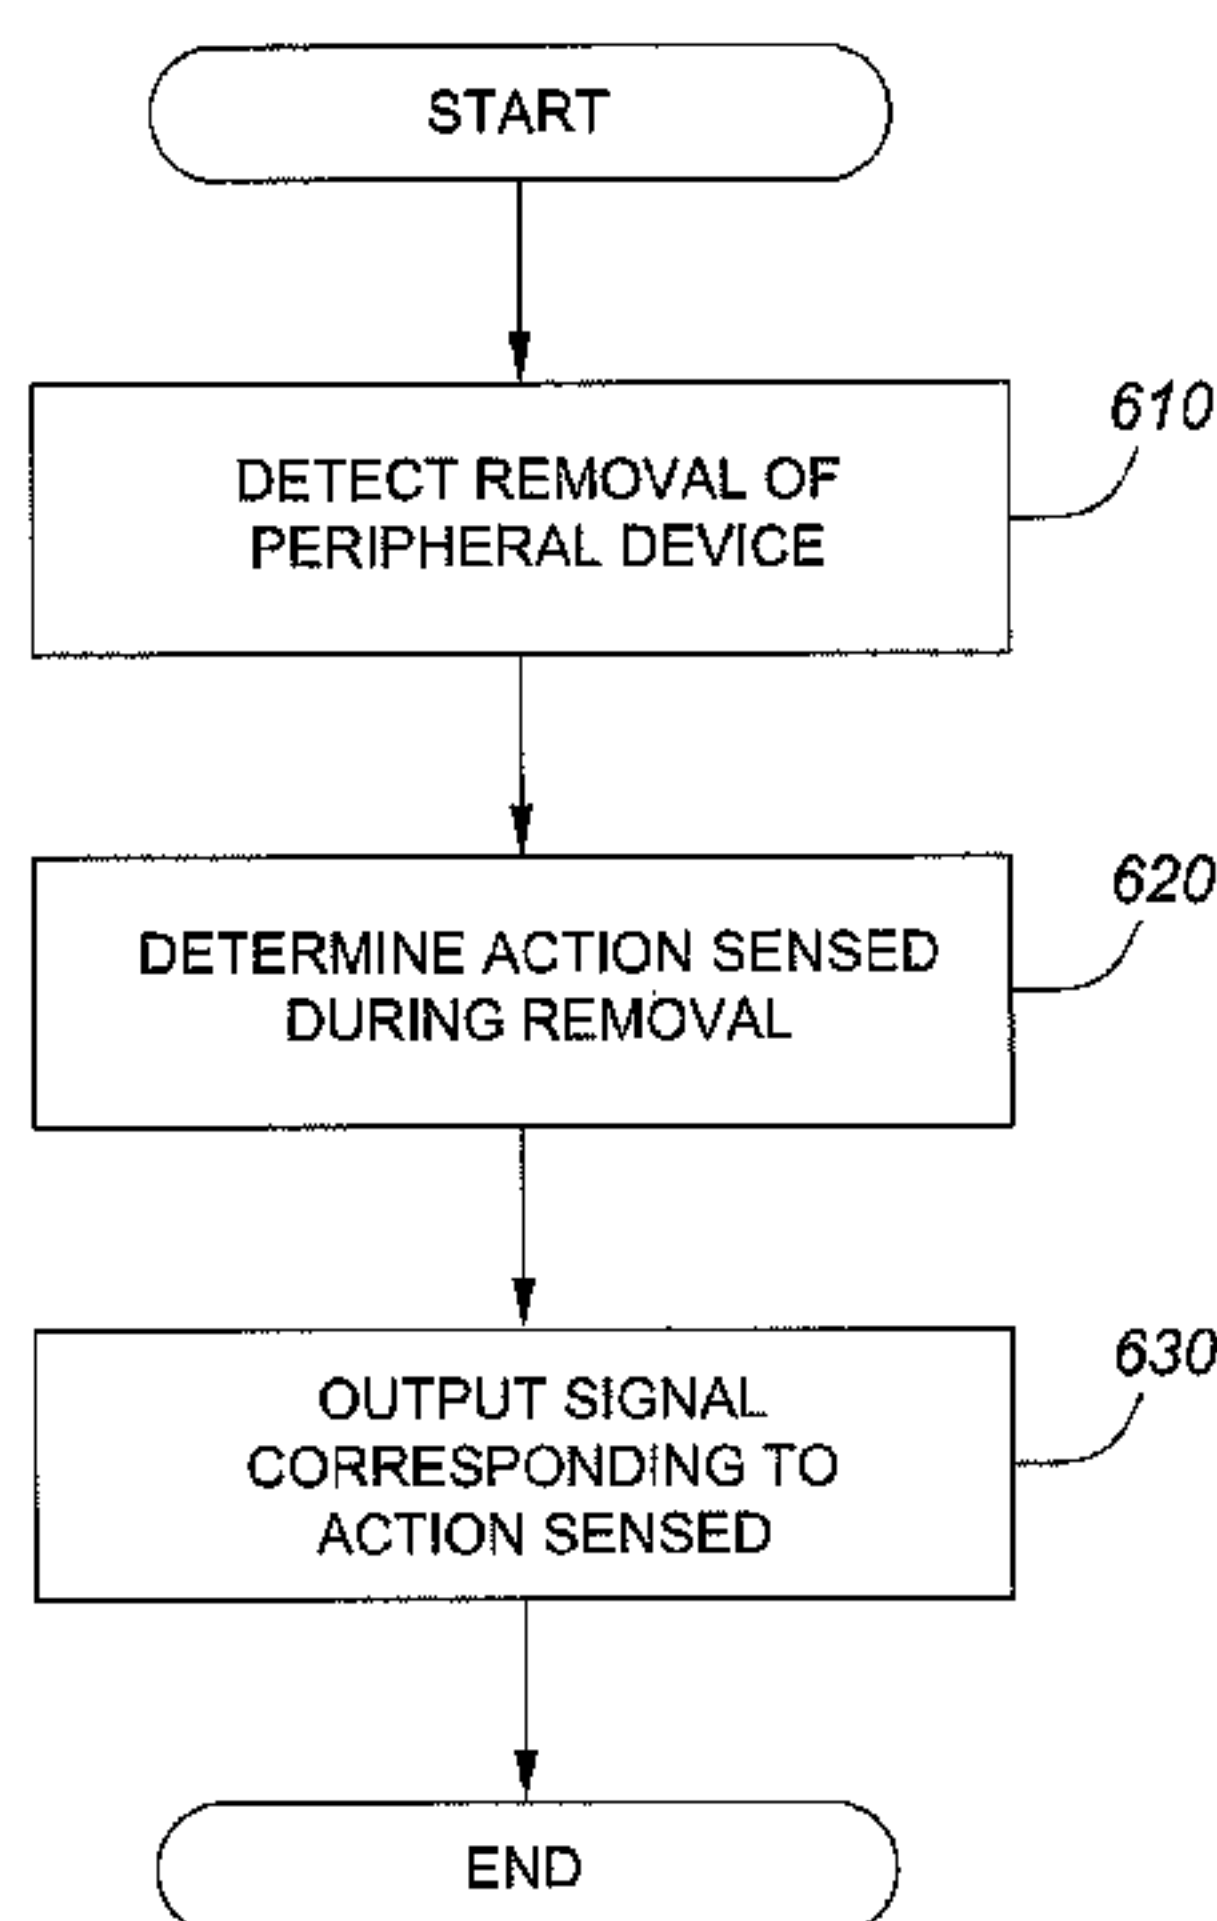 START
DETECT REMOVAL OF
PERIPHERAL DEVICE
610
DETERMINE ACTION SENSED
DURING REMOVAL
620
OUTPUT SIGNAL
CORRESPONDING TO
ACTION SENSED
630
END